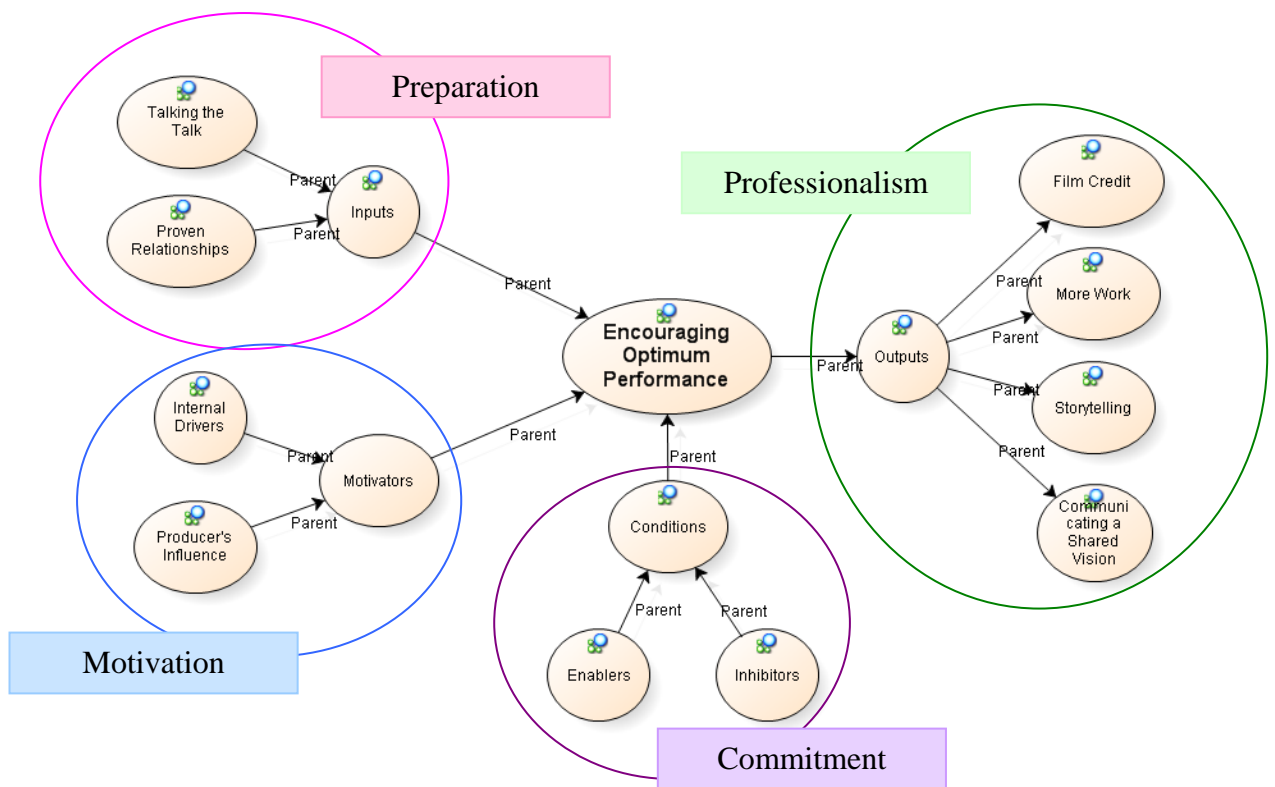 Preparation
Talking the
Talk
Parent
Inputs
Proven
Relationships
Parent
Parent
Professionalism
Film Credit
Parent
More Work
Parent
Encouraging
Optimum
Performance
Parent
Outputs
Storytelling
Parent
Communi
cating a
Shared
Vision
Parent
Internal
Drivers
Parent
Motivators
Parent
Producer's
Influence
Parent
Motivation
Parent
Conditions
Parent
Parent
Enablers
Inhibitors
Commitment